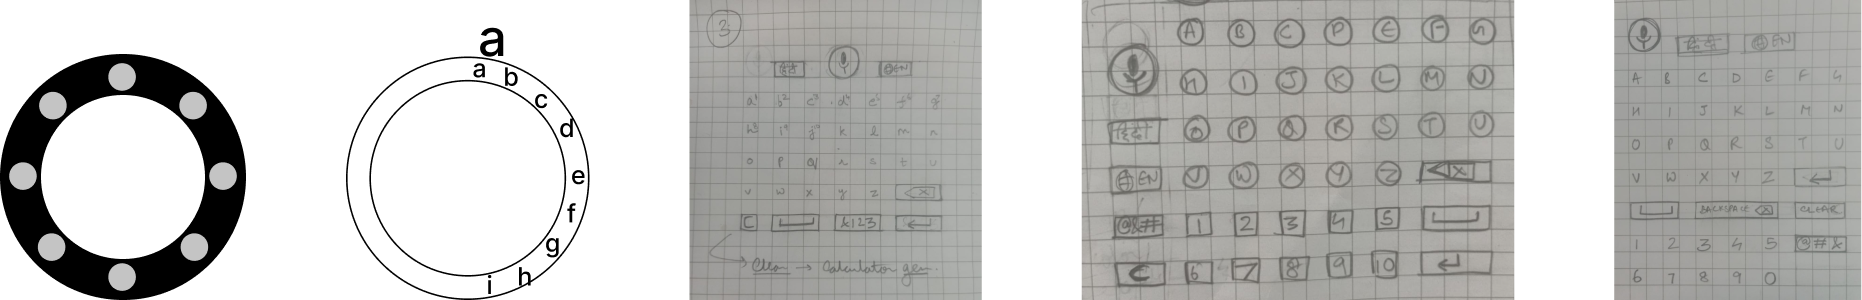 a
a
b
c
d
e
f
g
h
i
3
EN
a b c d e f g
h i j k l m n
o p q r s t u
v w x y z
C &123
Clear → Calculator gen.
A B C D E F G
H I J K L M N
O P Q R S T U
EN V W X Y Z
@&# 1 2 3 4 5
C 6 7 8 9 10
EN
A B C D E F G
H I J K L M N
O P Q R S T U
V W X Y Z
BACKSPACE CLEAR
1 2 3 4 5 @#&
6 7 8 9 0